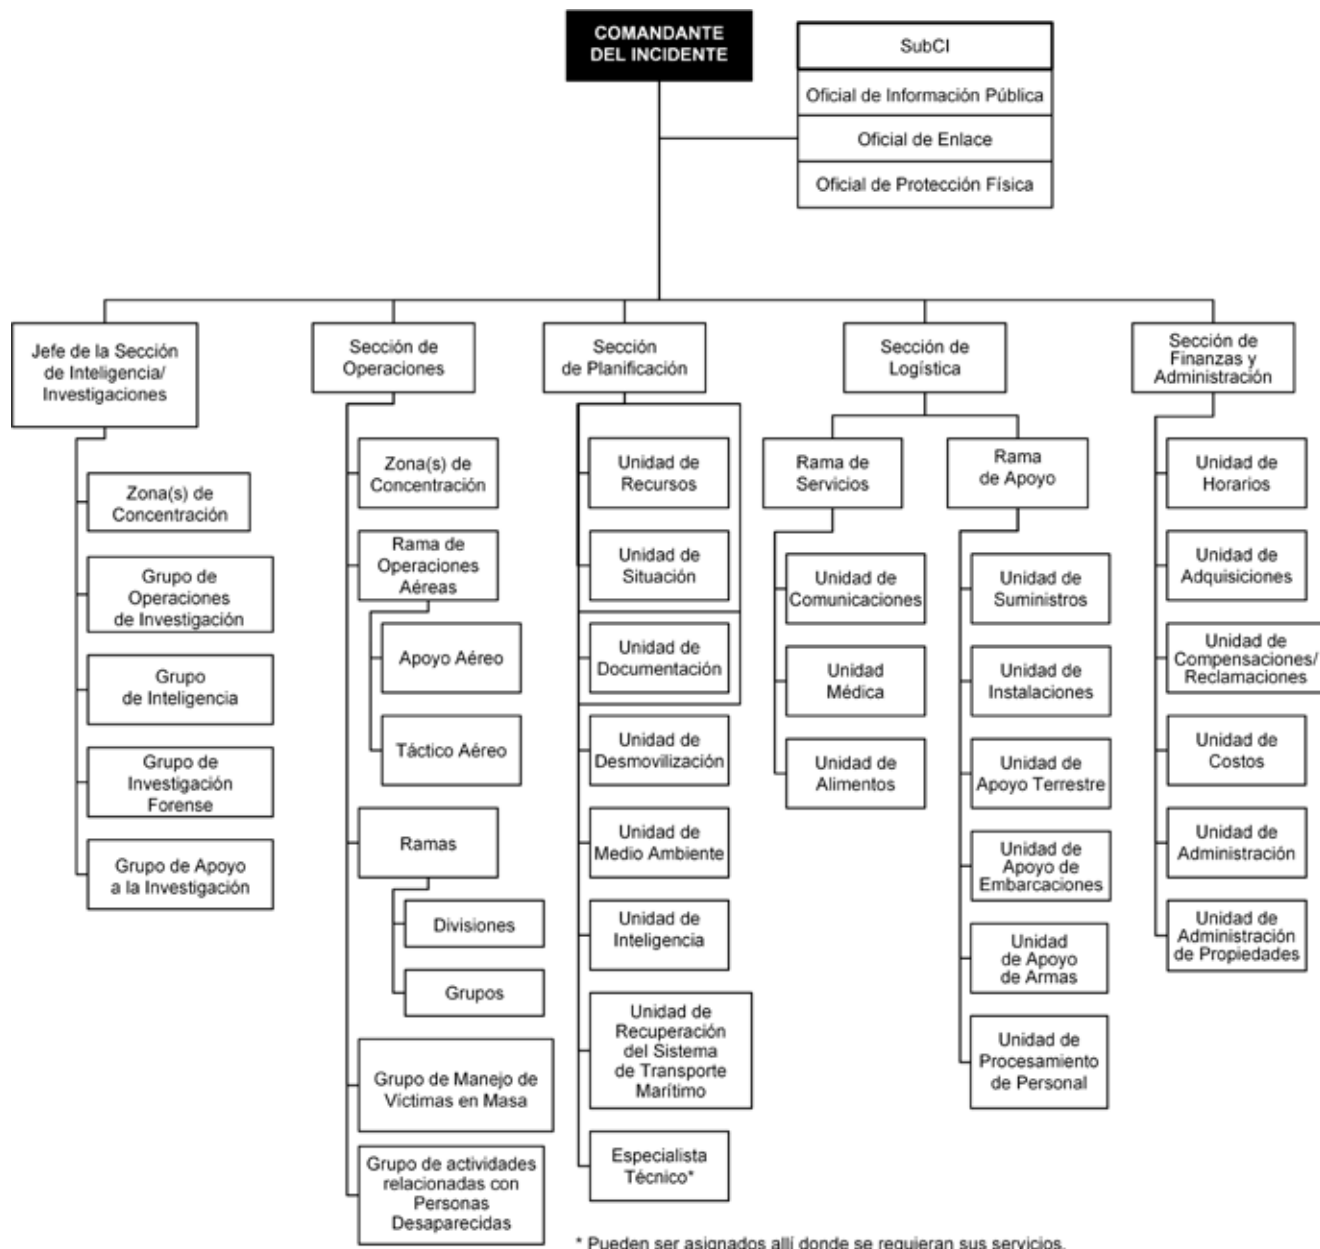 COMANDANTE
DEL INCIDENTE
SubCI
Oficial de Información Pública
Oficial de Enlace
Oficial de Protección Física
Jefe de la Sección
de Inteligencia/
Investigaciones
Zona(s) de
Concentración
Grupo de
Operaciones
de Investigación
Grupo
de Inteligencia
Grupo de
Investigación
Forense
Grupo de Apoyo
a la Investigación
Sección de
Operaciones
Zona(s) de
Concentración
Rama de
Operaciones
Aéreas
Apoyo Aéreo
Táctico Aéreo
Ramas
Divisiones
Grupos
Grupo de Manejo de
Víctimas en Masa
Grupo de actividades
relacionadas con
Personas
Desaparecidas
Sección
de Planificación
Unidad de
Recursos
Unidad de
Situación
Unidad de
Documentación
Unidad de
Desmovilización
Unidad de
Medio Ambiente
Unidad de
Inteligencia
Unidad de
Recuperación
del Sistema
de Transporte
Marítimo
Especialista
Técnico*
Sección de
Logística
Rama de
Servicios
Unidad de
Comunicaciones
Unidad
Médica
Unidad de
Alimentos
Rama
de Apoyo
Unidad de
Suministros
Unidad de
Instalaciones
Unidad de
Apoyo Terrestre
Unidad de
Apoyo de
Embarcaciones
Unidad
de Apoyo
de Armas
Unidad de
Procesamiento
de Personal
Sección de
Finanzas y
Administración
Unidad de
Horarios
Unidad de
Adquisiciones
Unidad de
Compensaciones/
Reclamaciones
Unidad de
Costos
Unidad de
Administración
Unidad de
Administración
de Propiedades
* Pueden ser asignados allí donde se requieran sus servicios.